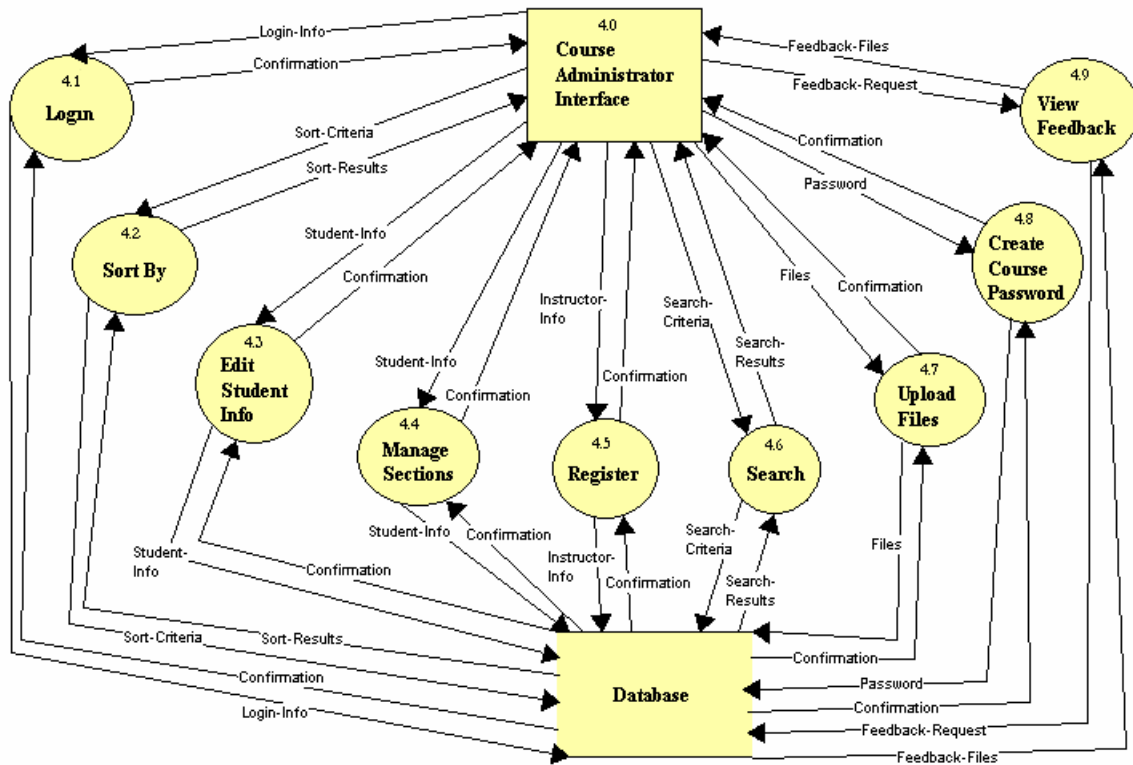 Login-Info
4.0
Course
Administrator
Interface
Feedback-Files
Confirmation
Feedback-Request
4.1
Login
4.9
View
Feedback
Sort-Criteria
Sort-Results
Confirmation
Password
4.2
Sort By
Student-Info
Confirmation
4.8
Create
Course
Password
Files
Confirmation
Instructor-
Info
Search-
Criteria
Search-
Results
4.3
Edit
Student
Info
Student-Info
Confirmation
Confirmation
4.7
Upload
Files
4.4
Manage
Sections
4.5
Register
4.6
Search
Student-Info
Confirmation
Instructor-
Info
Confirmation
Search-
Criteria
Search-
Results
Files
Student-
Info
Confirmation
Sort-Criteria
Sort-Results
Confirmation
Login-Info
Database
Confirmation
Password
Confirmation
Feedback-Request
Feedback-Files